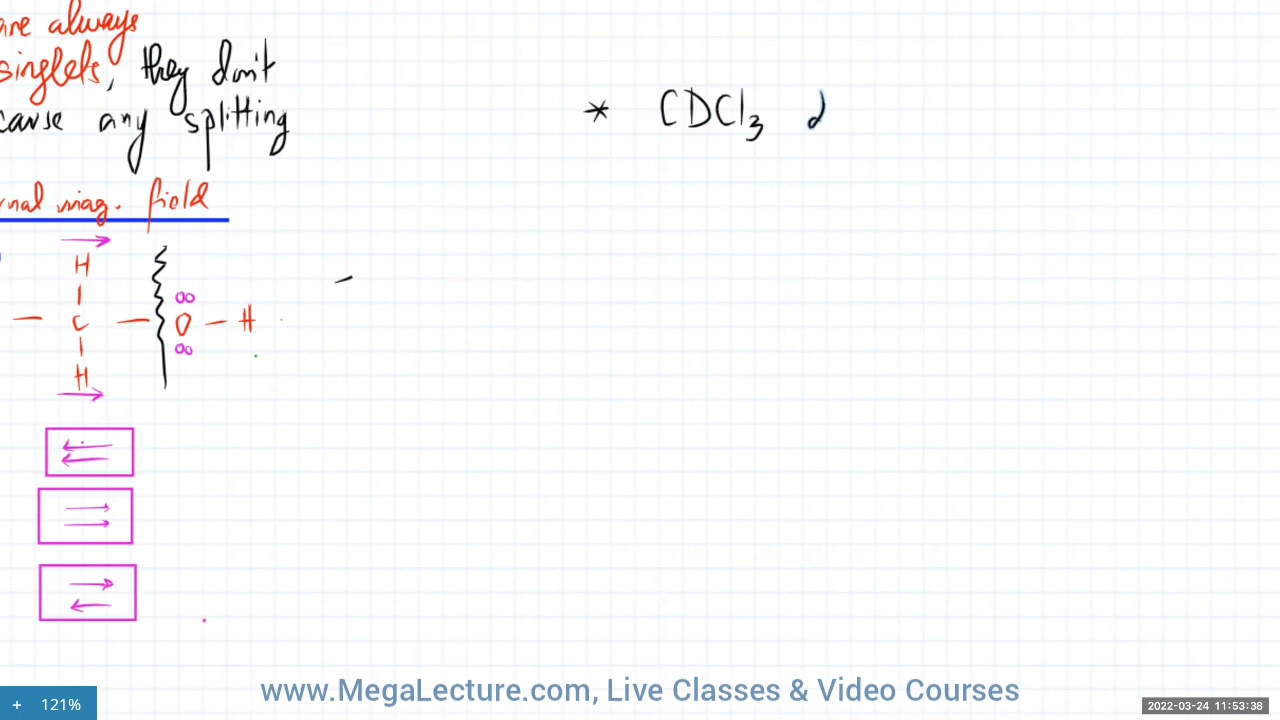 are always
singlets, they don't
cause any splitting
mag. field
H
C — O — H
H
* CDCl3
www.MegaLecture.com, Live Classes & Video Courses
+ 121%
2022-03-24 11:53:38